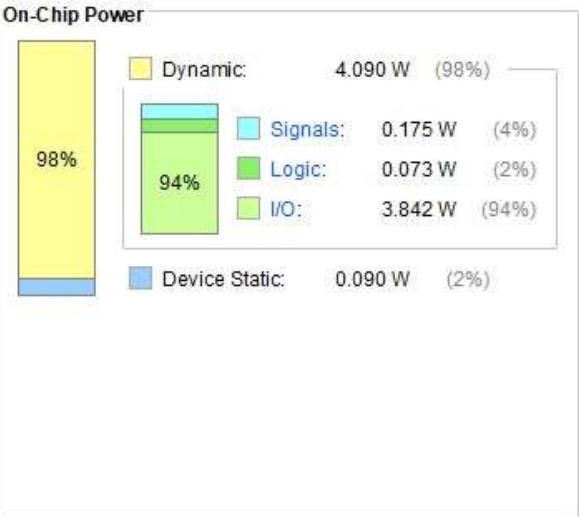 On-Chip Power
Dynamic: 4.090 W (98%)
98%
94%
Signals: 0.175 W (4%)
Logic: 0.073 W (2%)
I/O: 3.842 W (94%)
Device Static: 0.090 W (2%)